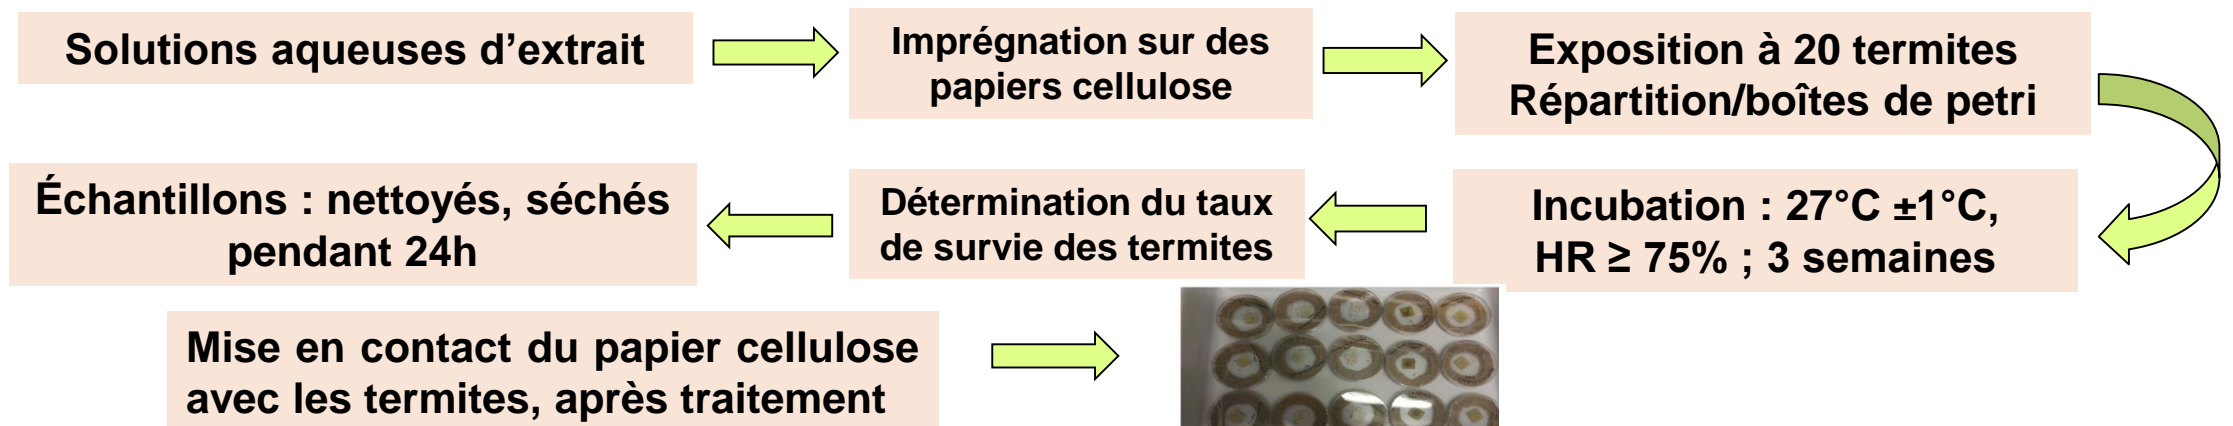 Solutions aqueuses d’extrait
Imprégnation sur des
papiers cellulose
Exposition à 20 termites
Répartition/boîtes de petri
Incubation : 27°C ±1°C,
HR ≥ 75% ; 3 semaines
Détermination du taux
de survie des termites
Échantillons : nettoyés, séchés
pendant 24h
Mise en contact du papier cellulose
avec les termites, après traitement